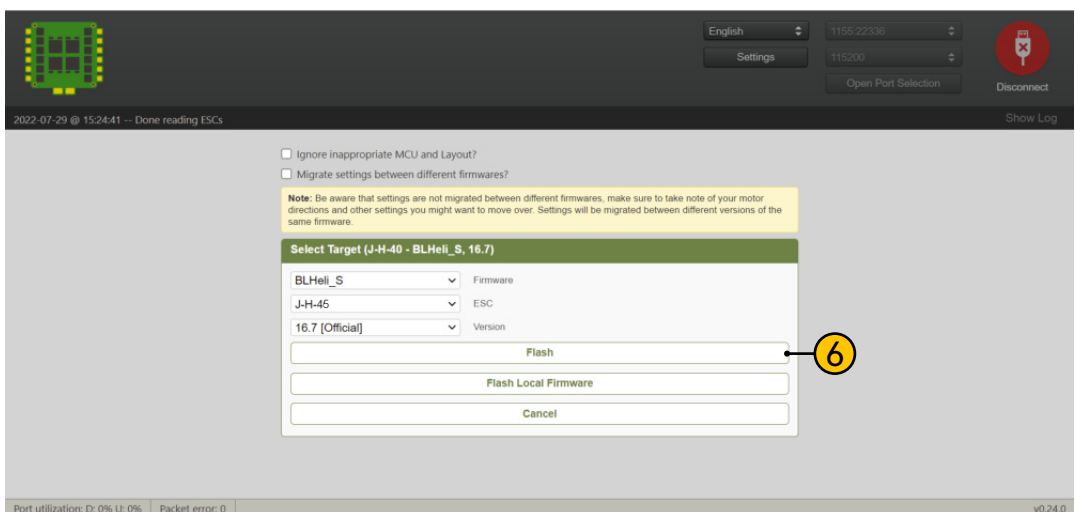 English
1155:22336
Settings
115200
Open Port Selection
Disconnect
2022-07-29 @ 15:24:41 -- Done reading ESCs
Show Log
Ignore inappropriate MCU and Layout?
Migrate settings between different firmwares?
Note: Be aware that settings are not migrated between different firmwares, make sure to take note of your motor
directions and other settings you might want to move over. Settings will be migrated between different versions of the
same firmware.
Select Target (J-H-40 - BLHeli_S, 16.7)
BLHeli_S Firmware
J-H-45 ESC
16.7 [Official] Version
Flash
6
Flash Local Firmware
Cancel
Port utilization: D: 0% U: 0% Packet error: 0 v0.24.0